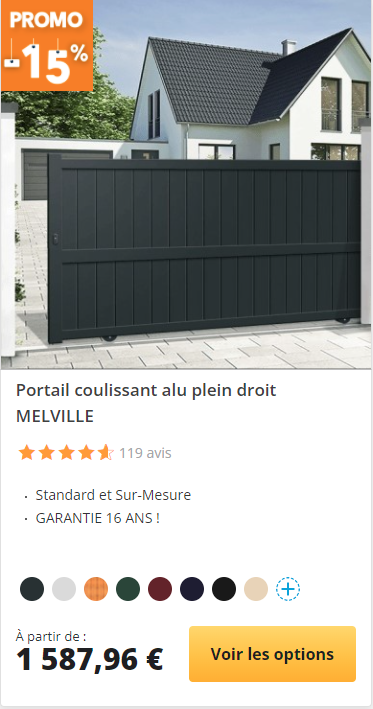 PROMO
-15%
Portail coulissant alu plein droit
MELVILLE
119 avis
· Standard et Sur-Mesure
· GARANTIE 16 ANS !
À partir de :
1 587,96 €
Voir les options